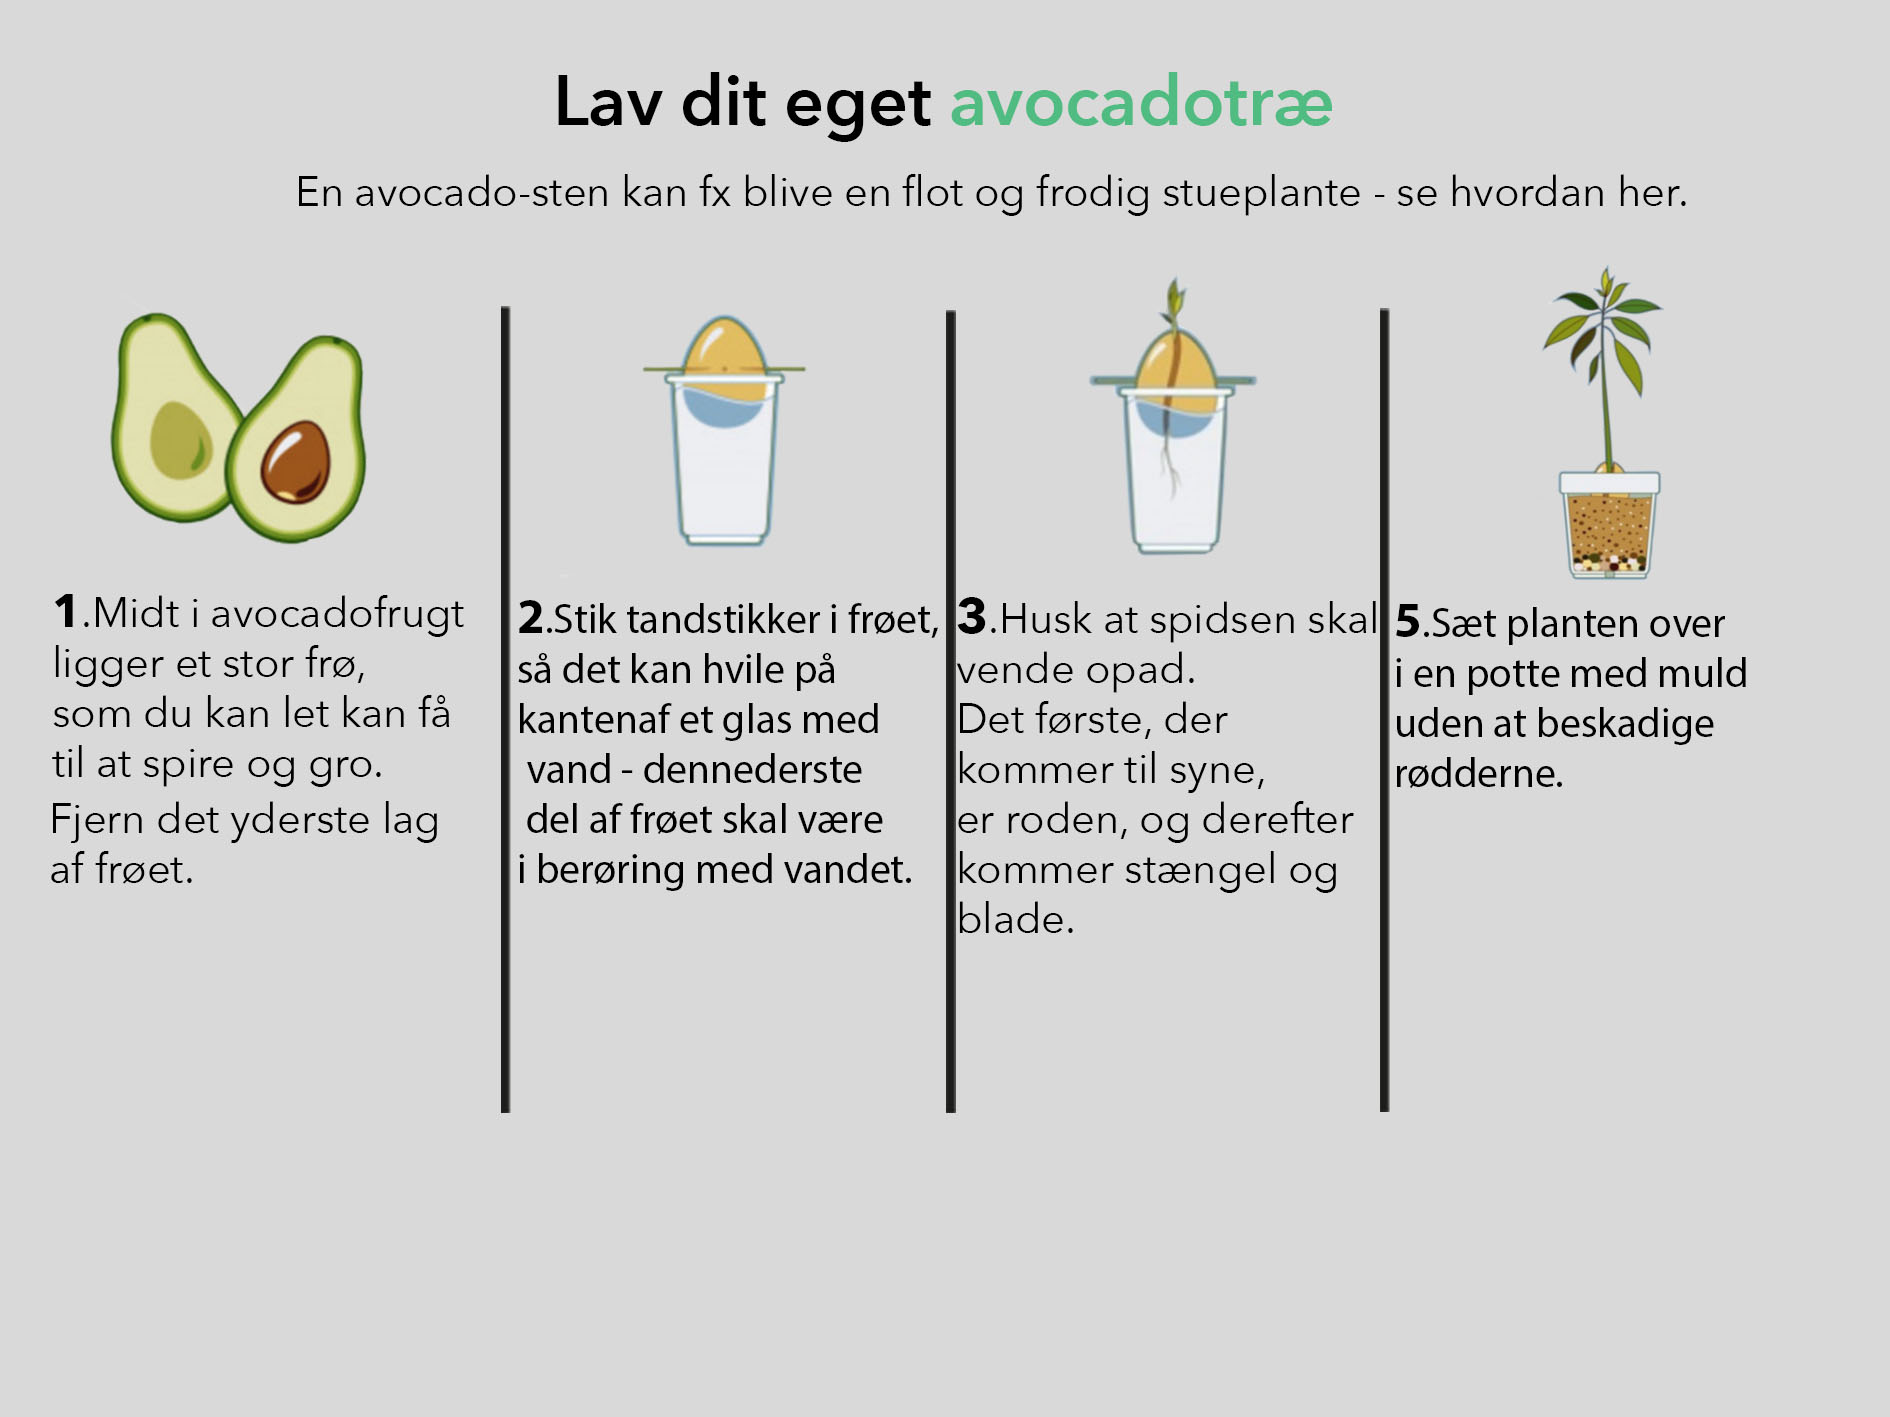 Lav dit eget avocadotræ
En avocado-sten kan fx blive en flot og frodig stueplante - se hvordan her.
1.Midt i avocadofrugt
ligger et stor frø,
som du kan let kan få
til at spire og gro.
Fjern det yderste lag
af frøet.
2.Stik tandstikker i frøet,
så det kan hvile på
kantenaf et glas med
vand - dennederste
del af frøet skal være
i berøring med vandet.
3.Husk at spidsen skal
vende opad.
Det første, der
kommer til syne,
er roden, og derefter
kommer stængel og
blade.
5.Sæt planten over
i en potte med muld
uden at beskadige
rødderne.